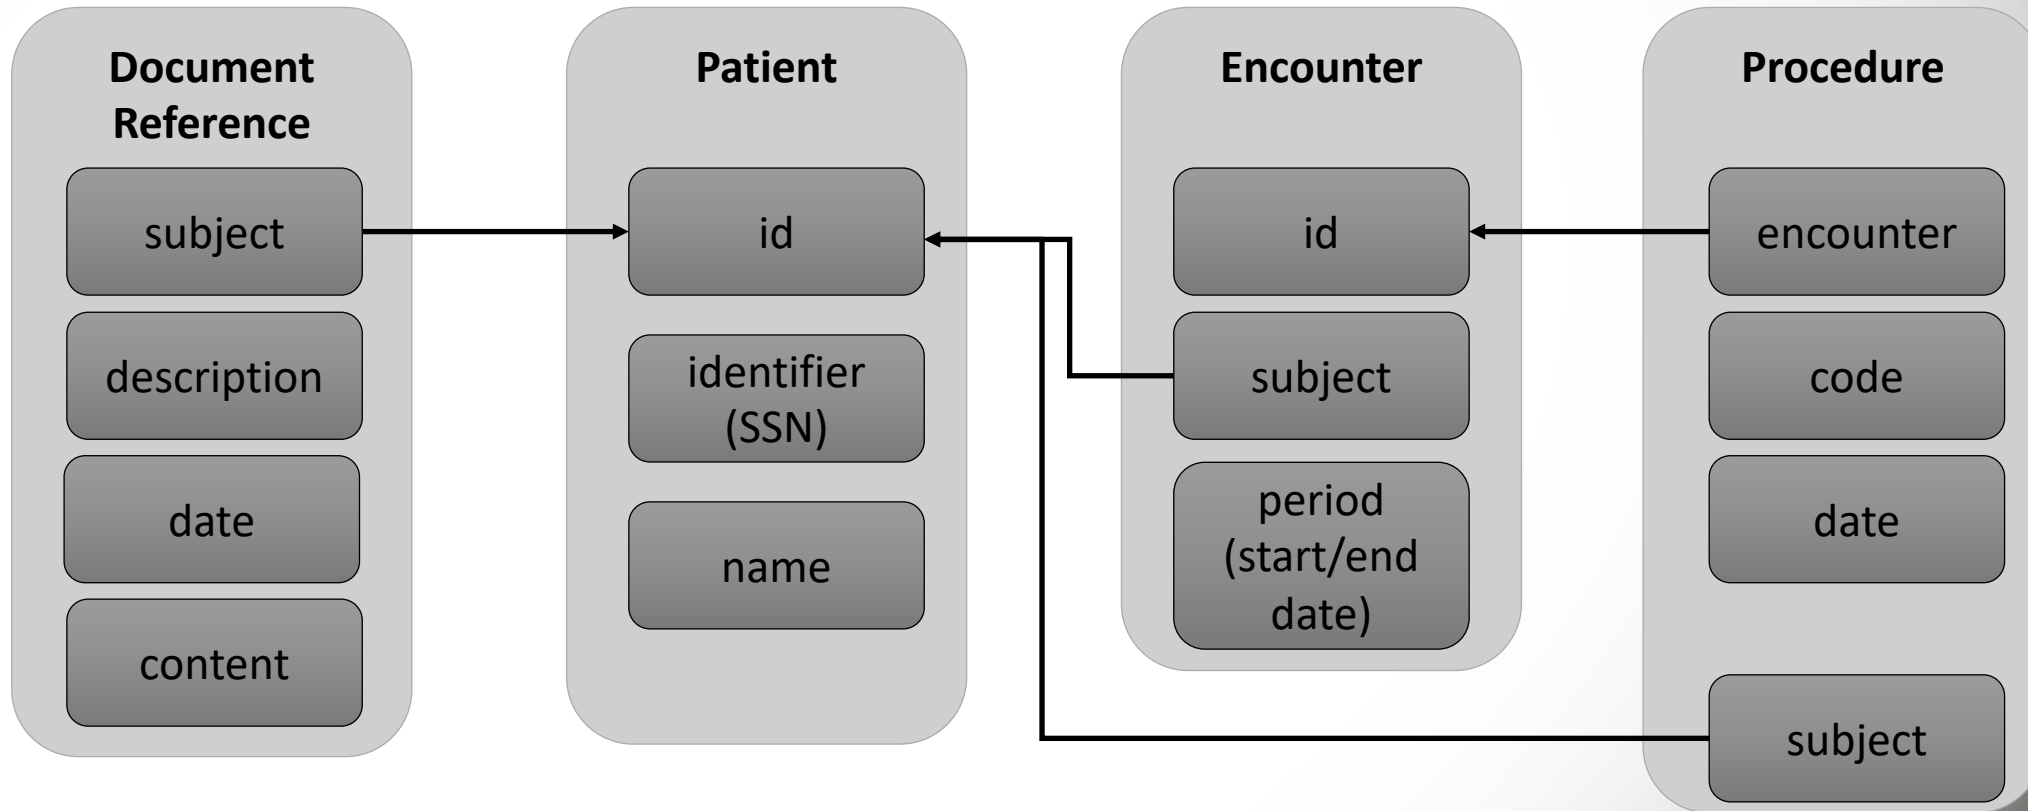 Document
Reference
subject
description
date
content
Patient
id
identifier
(SSN)
name
Encounter
id
subject
period
(start/end
date)
Procedure
encounter
code
date
subject